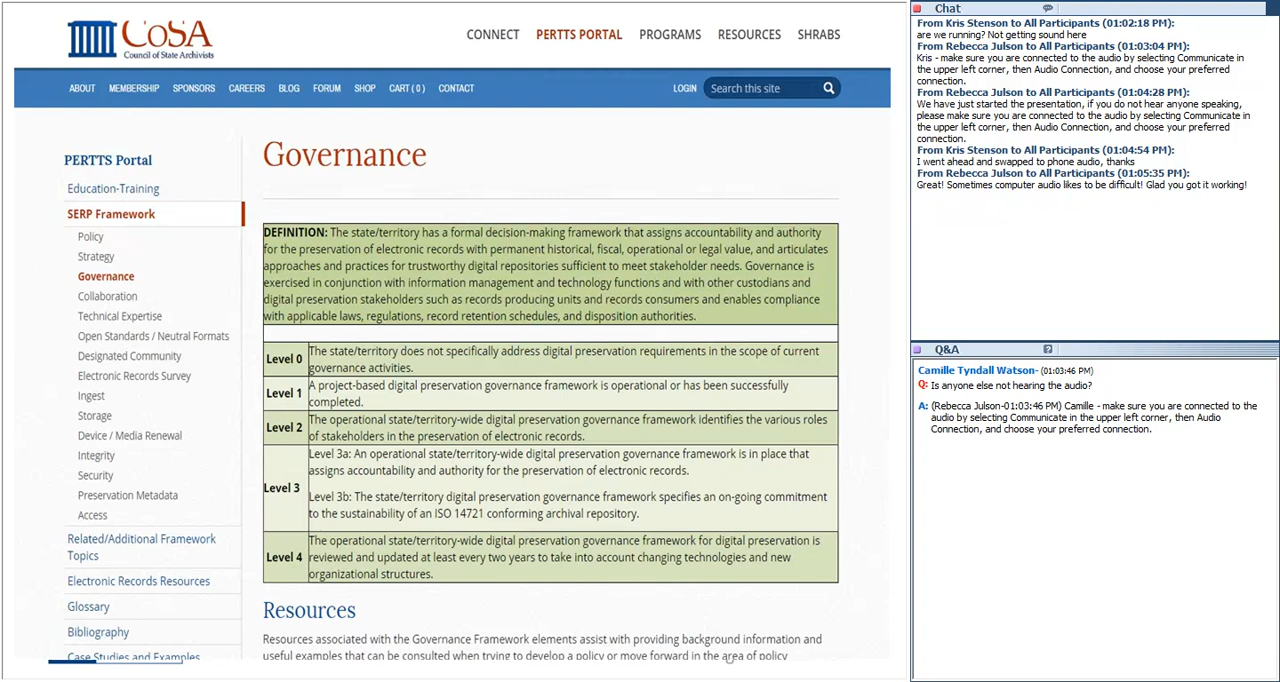 CoSA
Council of State Archivists
CONNECT PERTTS PORTAL PROGRAMS RESOURCES SHRABS
ABOUT MEMBERSHIP SPONSORS CAREERS BLOG FORUM SHOP CART ( 0 ) CONTACT LOGIN Search this site
PERTTS Portal
Education-Training
SERP Framework
Policy
Strategy
Governance
Collaboration
Technical Expertise
Open Standards / Neutral Formats
Designated Community
Electronic Records Survey
Ingest
Storage
Device / Media Renewal
Integrity
Security
Preservation Metadata
Access
Related/Additional Framework
Topics
Electronic Records Resources
Glossary
Bibliography
Case Studies and Examples
Governance
DEFINITION: The state/territory has a formal decision-making framework that assigns accountability and authority
for the preservation of electronic records with permanent historical, fiscal, operational or legal value, and articulates
approaches and practices for trustworthy digital repositories sufficient to meet stakeholder needs. Governance is
exercised in conjunction with information management and technology functions and with other custodians and
digital preservation stakeholders such as records producing units and records consumers and enables compliance
with applicable laws, regulations, record retention schedules, and disposition authorities.
Level 0
The state/territory does not specifically address digital preservation requirements in the scope of current
governance activities.
Level 1
A project-based digital preservation governance framework is operational or has been successfully
completed.
Level 2
The operational state/territory-wide digital preservation governance framework identifies the various roles
of stakeholders in the preservation of electronic records.
Level 3
Level 3a: An operational state/territory-wide digital preservation governance framework is in place that
assigns accountability and authority for the preservation of electronic records.
Level 3b: The state/territory digital preservation governance framework specifies an on-going commitment
to the sustainability of an ISO 14721 conforming archival repository.
Level 4
The operational state/territory-wide digital preservation governance framework for digital preservation is
reviewed and updated at least every two years to take into account changing technologies and new
organizational structures.
Resources
Resources associated with the Governance Framework elements assist with providing background information and
useful examples that can be consulted when trying to develop a policy or move forward in the area of policy
Chat
From Kris Stenson to All Participants (01:02:18 PM):
are we running? Not getting sound here
From Rebecca Julson to All Participants (01:03:04 PM):
Kris - make sure you are connected to the audio by selecting Communicate in
the upper left corner, then Audio Connection, and choose your preferred
connection.
From Rebecca Julson to All Participants (01:04:28 PM):
We have just started the presentation, if you do not hear anyone speaking,
please make sure you are connected to the audio by selecting Communicate in
the upper left corner, then Audio Connection, and choose your preferred
connection.
From Kris Stenson to All Participants (01:04:54 PM):
I went ahead and swapped to phone audio, thanks
From Rebecca Julson to All Participants (01:05:35 PM):
Great! Sometimes computer audio likes to be difficult! Glad you got it working!
Q&A
Camille Tyndall Watson- (01:03:46 PM)
Q: Is anyone else not hearing the audio?
A: (Rebecca Julson-01:03:46 PM) Camille - make sure you are connected to the
audio by selecting Communicate in the upper left corner, then Audio
Connection, and choose your preferred connection.